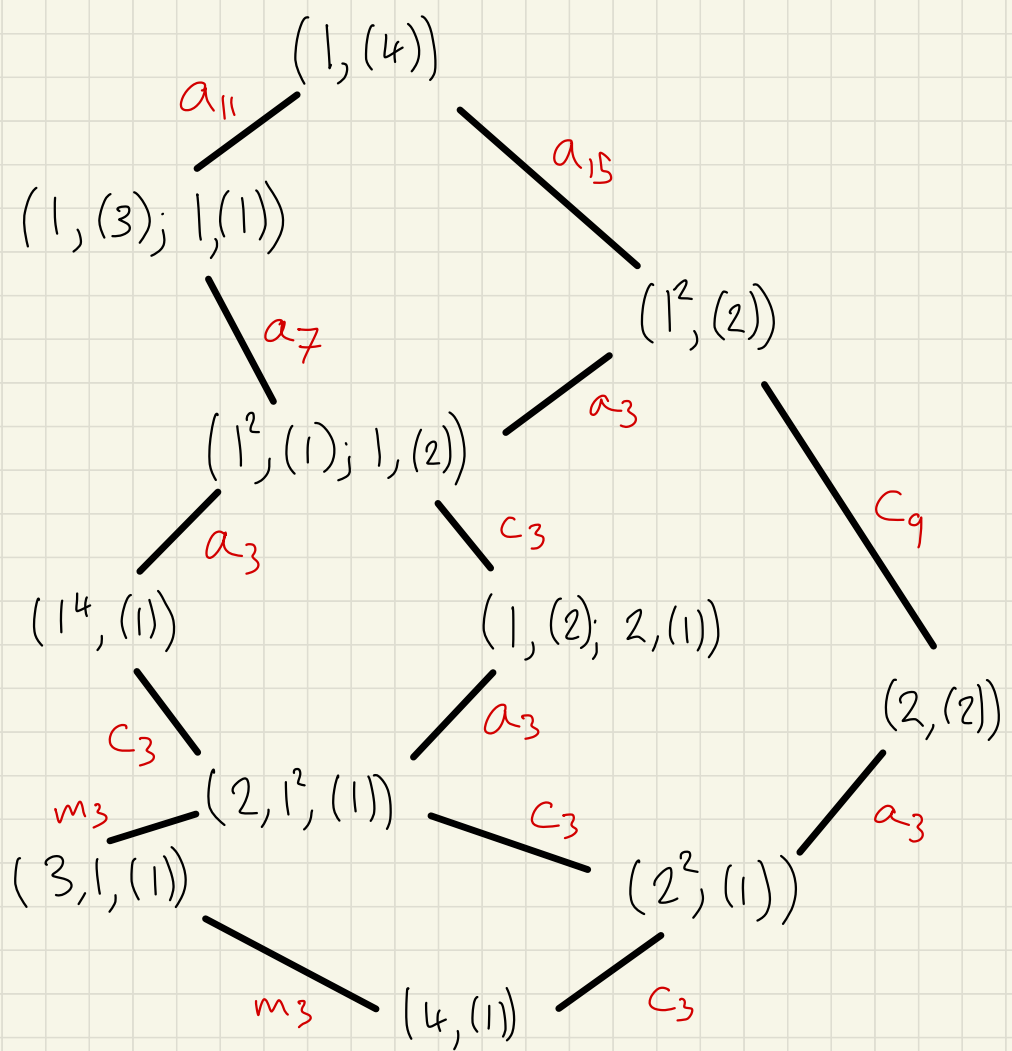 (1, (4))
a₁₁
a₁₅
(1, (3); 1, (1))
a₇
(1², (2))
a₃
(1², (1); 1, (2))
a₃
c₃
c₉
(1⁴, (1))
(1, (2); 2, (1))
c₃
a₃
(2, (2))
(2, 1², (1))
m₃
c₃
a₃
(3, 1, (1))
(2², (1))
m₃
(4, (1))
c₃